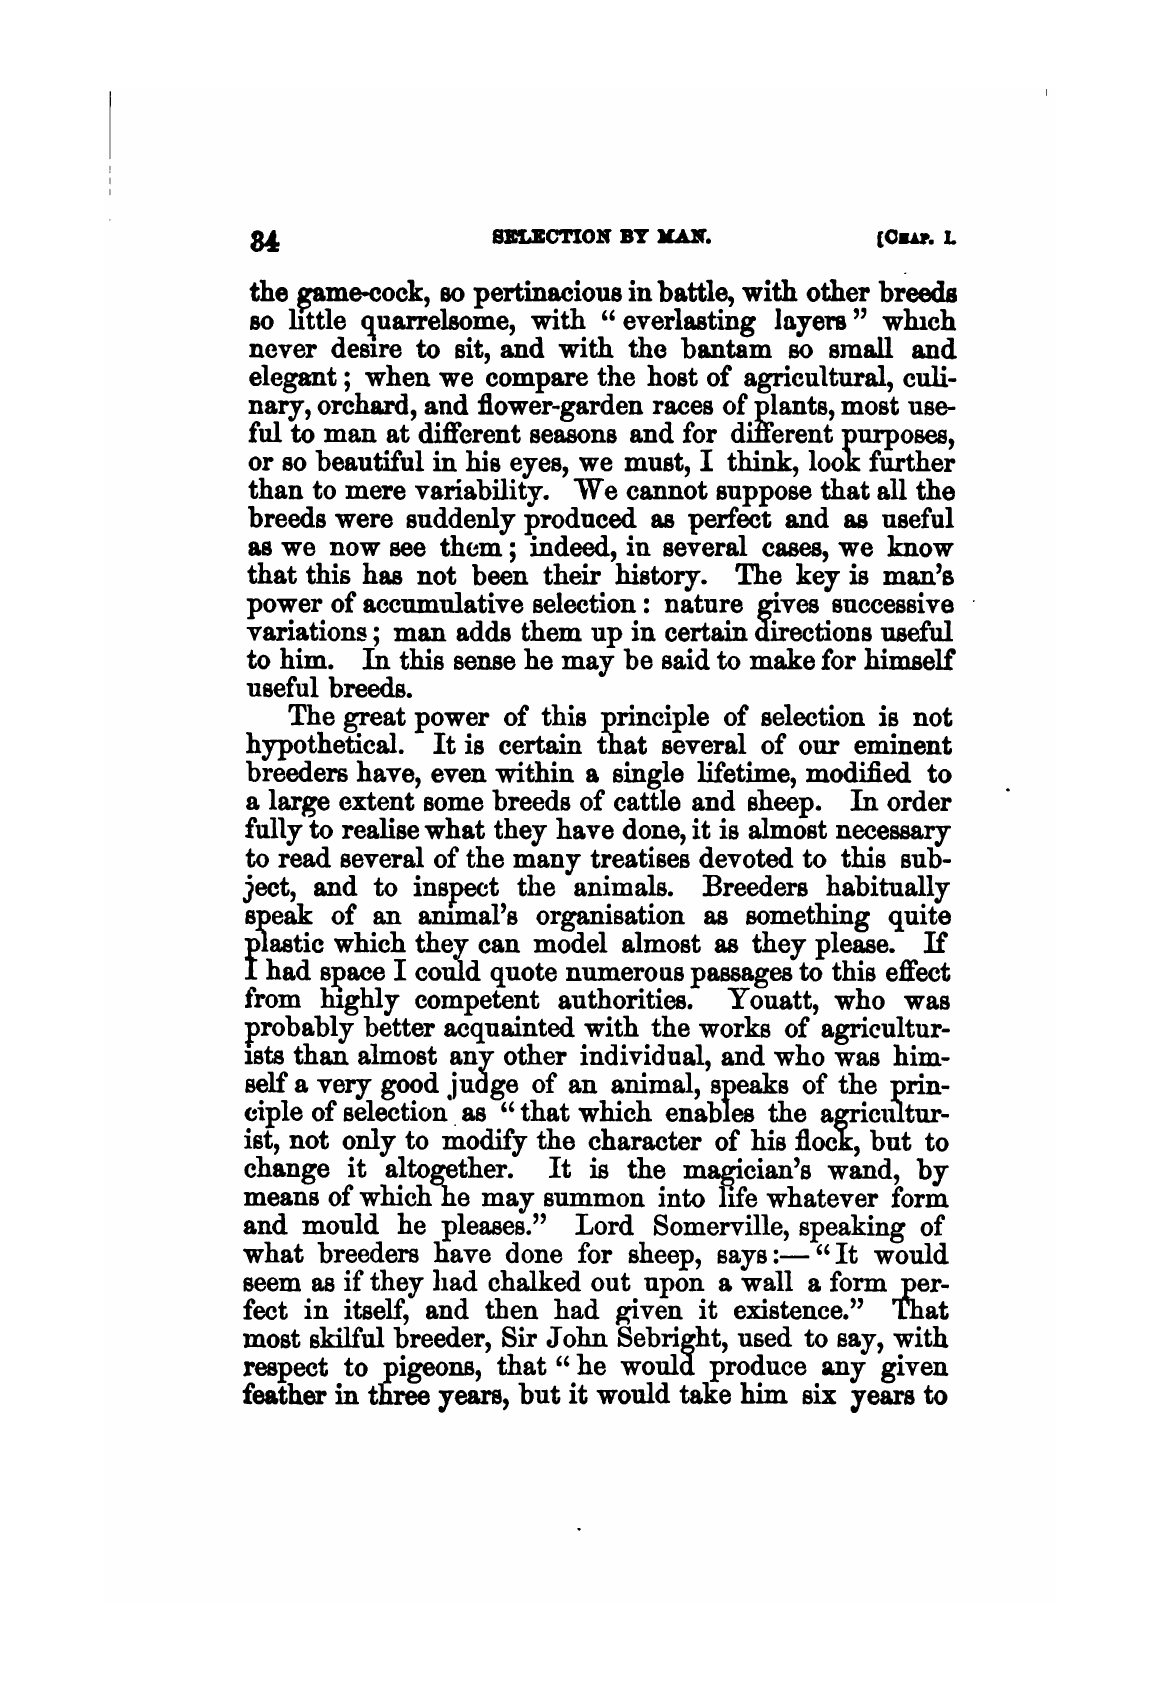 34 SELECTION BY MAN. [CHAP. I.
the game-cock, so pertinacious in battle, with other breeds
so little quarrelsome, with “everlasting layers” which
never desire to sit, and with the bantam so small and
elegant; when we compare the host of agricultural, culi-
nary, orchard, and flower-garden races of plants, most use-
ful to man at different seasons and for different purposes,
or so beautiful in his eyes, we must, I think, look further
than to mere variability. We cannot suppose that all the
breeds were suddenly produced as perfect and as useful
as we now see them; indeed, in several cases, we know
that this has not been their history. The key is man’s
power of accumulative selection: nature gives successive
variations; man adds them up in certain directions useful
to him. In this sense he may be said to make for himself
useful breeds.
The great power of this principle of selection is not
hypothetical. It is certain that several of our eminent
breeders have, even within a single lifetime, modified to
a large extent some breeds of cattle and sheep. In order
fully to realise what they have done, it is almost necessary
to read several of the many treatises devoted to this sub-
ject, and to inspect the animals. Breeders habitually
speak of an animal’s organisation as something quite
plastic which they can model almost as they please. If
I had space I could quote numerous passages to this effect
from highly competent authorities. Youatt, who was
probably better acquainted with the works of agricultur-
ists than almost any other individual, and who was him-
self a very good judge of an animal, speaks of the prin-
ciple of selection as “that which enables the agricultur-
ist, not only to modify the character of his flock, but to
change it altogether. It is the magician’s wand, by
means of which he may summon into life whatever form
and mould he pleases.” Lord Somerville, speaking of
what breeders have done for sheep, says:—“It would
seem as if they had chalked out upon a wall a form per-
fect in itself, and then had given it existence.” That
most skilful breeder, Sir John Sebright, used to say, with
respect to pigeons, that “he would produce any given
feather in three years, but it would take him six years to